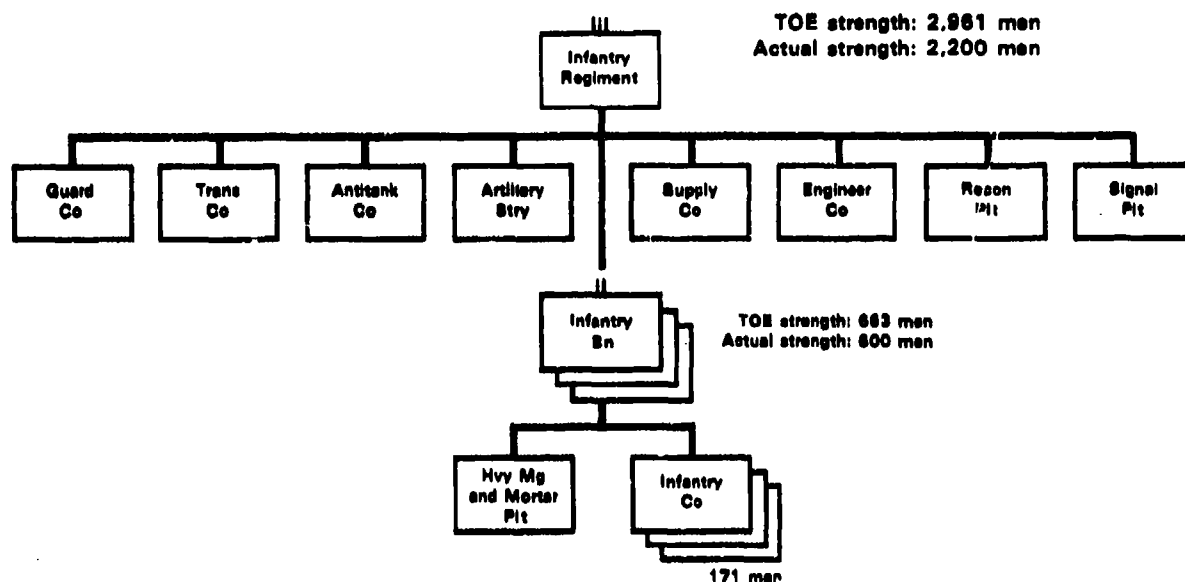 TOE strength: 2,961 men
Actual strength: 2,200 men
Infantry
Regiment
Guard
Co
Trans
Co
Antitank
Co
Artillery
Btry
Supply
Co
Engineer
Co
Recon
Plt
Signal
Plt
Infantry
Bn
TOE strength: 663 men
Actual strength: 600 men
Hvy Mg
and Mortar
Plt
Infantry
Co
171 men